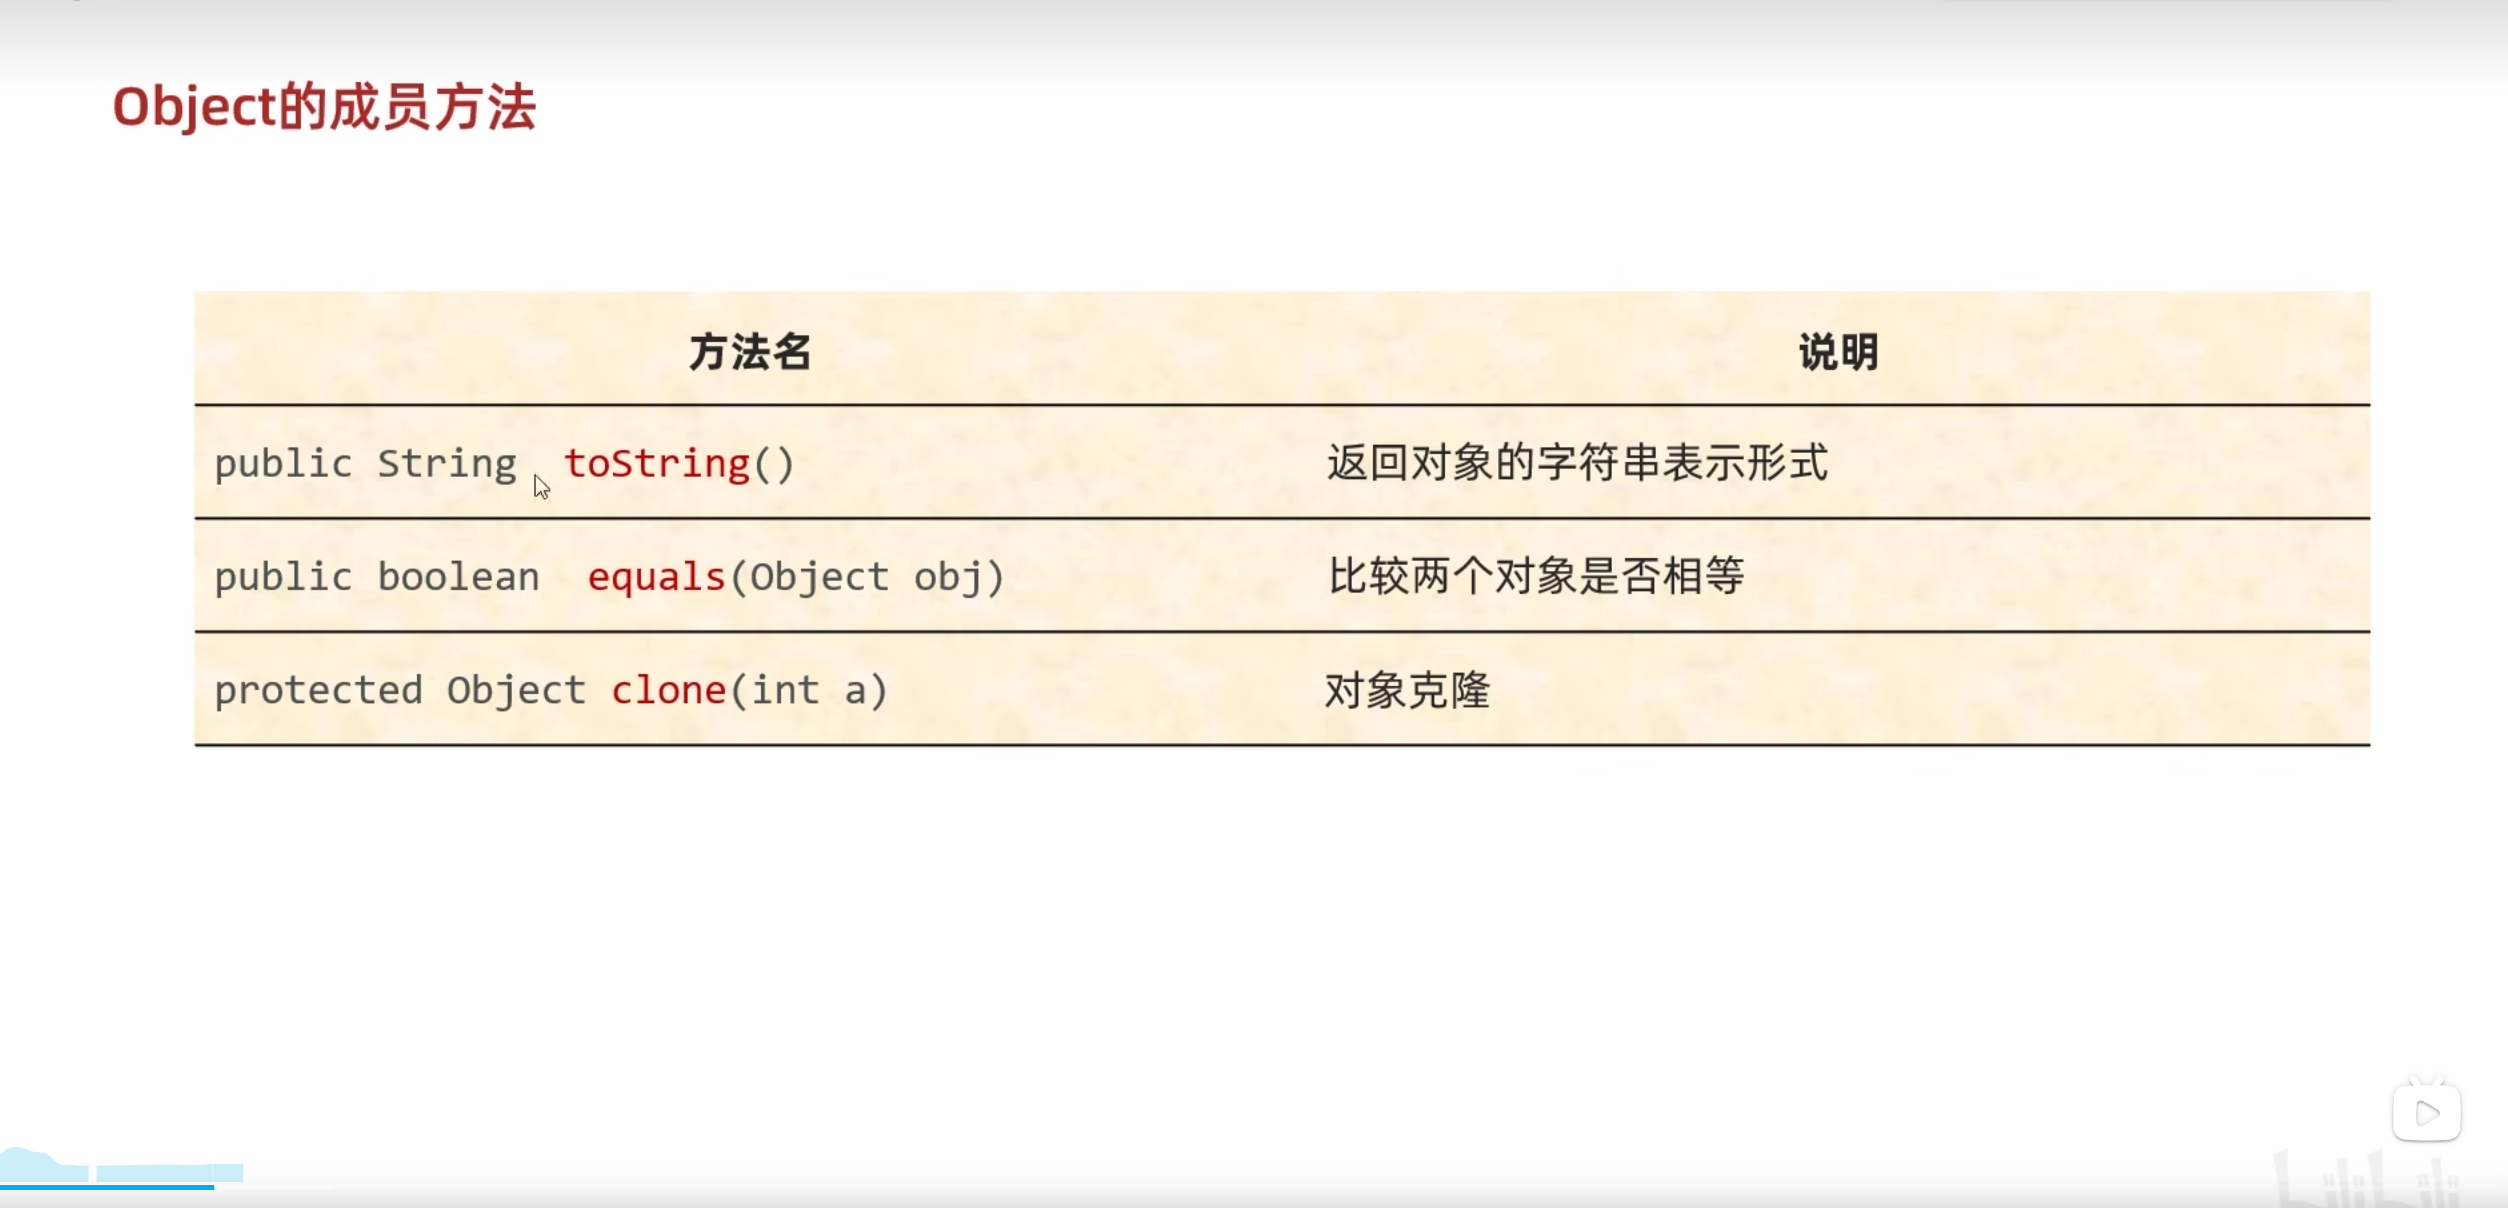 Object的成员方法
方法名 说明
public String toString() 返回对象的字符串表示形式
public boolean equals(Object obj) 比较两个对象是否相等
protected Object clone(int a) 对象克隆
bilibili